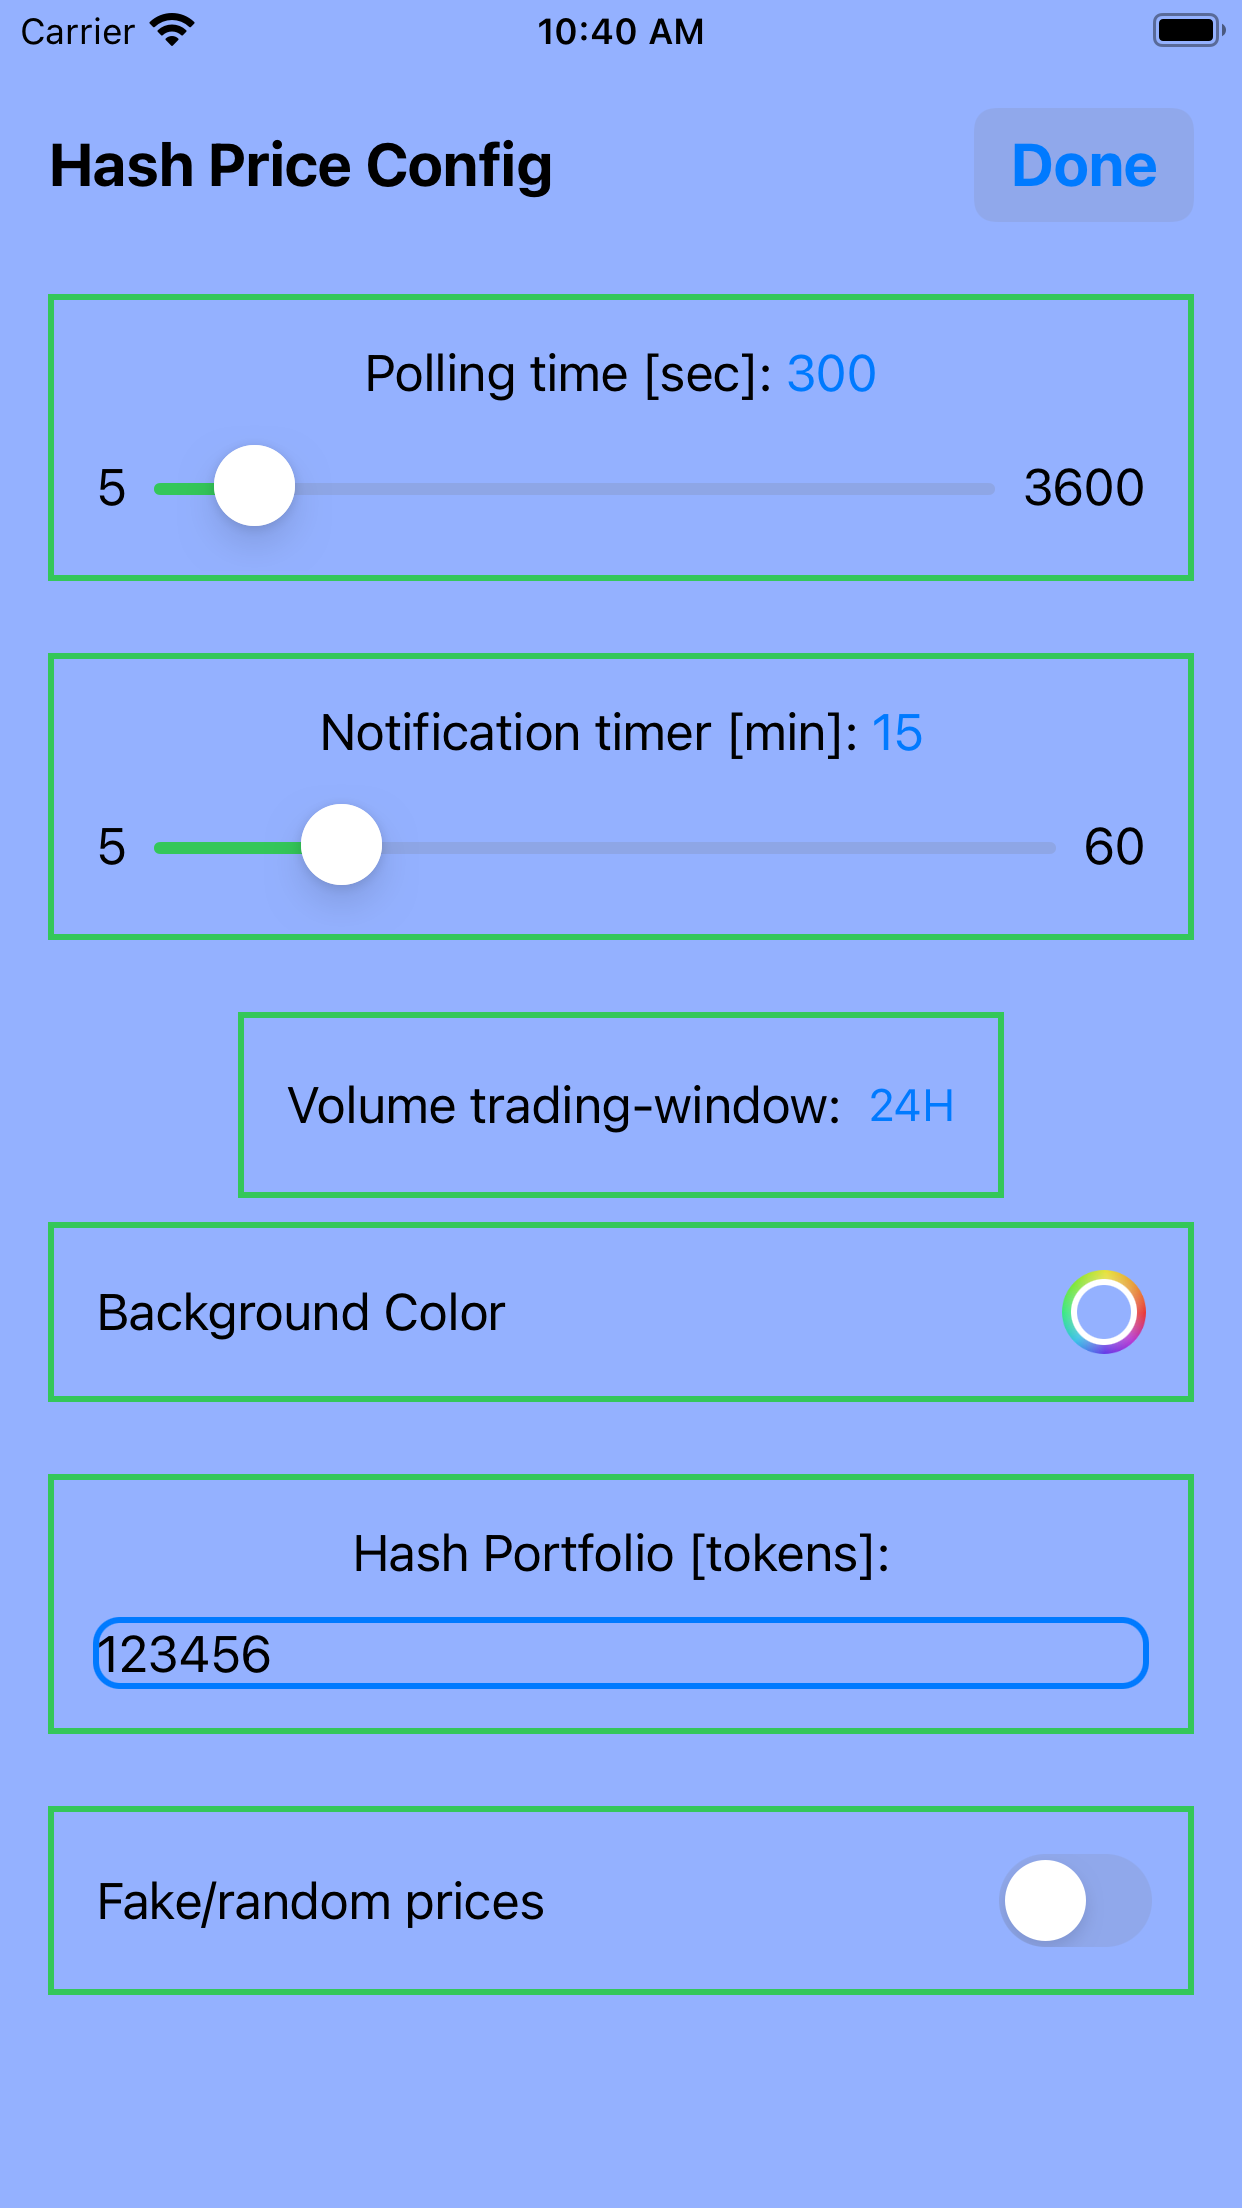 Carrier 10:40 AM
Hash Price Config Done
Polling time [sec]: 300
5 3600
Notification timer [min]: 15
5 60
Volume trading-window: 24H
Background Color
Hash Portfolio [tokens]:
123456
Fake/random prices